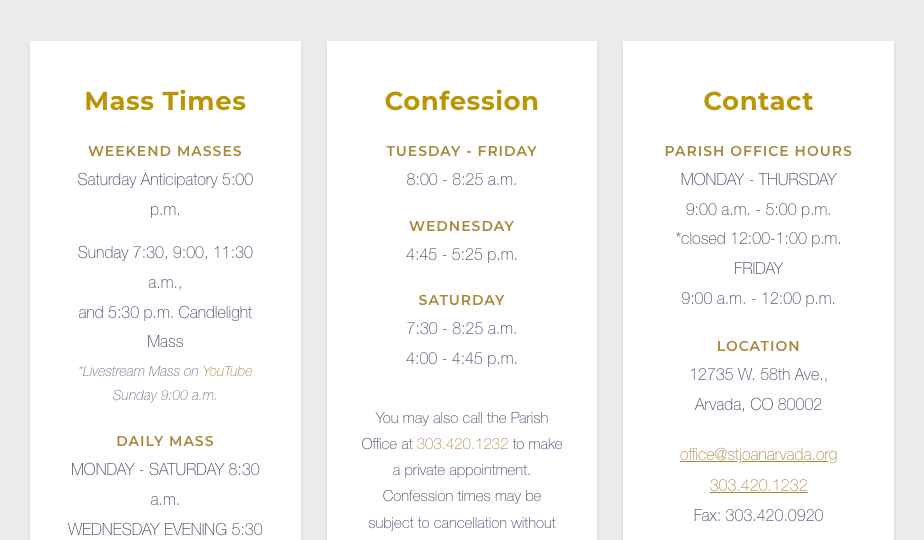 Mass Times
WEEKEND MASSES
Saturday Anticipatory 5:00
p.m.
Sunday 7:30, 9:00, 11:30
a.m.,
and 5:30 p.m. Candlelight
Mass
*Livestream Mass on YouTube
Sunday 9:00 a.m.
DAILY MASS
MONDAY - SATURDAY 8:30
a.m.
WEDNESDAY EVENING 5:30
Confession
TUESDAY - FRIDAY
8:00 - 8:25 a.m.
WEDNESDAY
4:45 - 5:25 p.m.
SATURDAY
7:30 - 8:25 a.m.
4:00 - 4:45 p.m.
You may also call the Parish
Office at 303.420.1232 to make
a private appointment.
Confession times may be
subject to cancellation without
Contact
PARISH OFFICE HOURS
MONDAY - THURSDAY
9:00 a.m. - 5:00 p.m.
*closed 12:00-1:00 p.m.
FRIDAY
9:00 a.m. - 12:00 p.m.
LOCATION
12735 W. 58th Ave.,
Arvada, CO 80002
office@stjoanarvada.org
303.420.1232
Fax: 303.420.0920